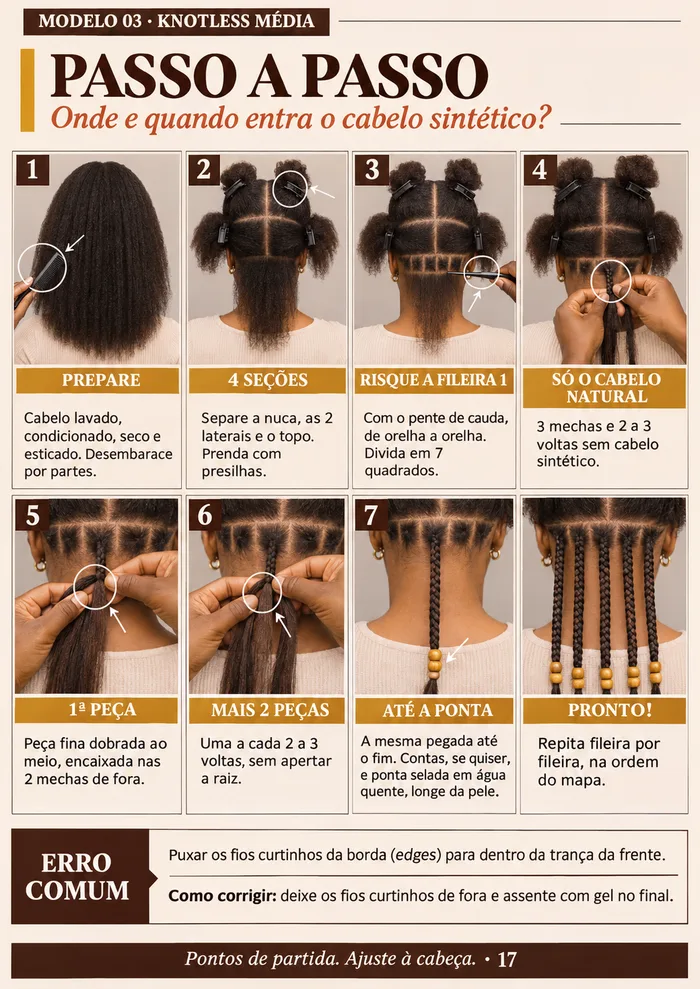 MODELO 03 · KNOTLESS MÉDIA
PASSO A PASSO
Onde e quando entra o cabelo sintético?
1
PREPARE
Cabelo lavado,
condicionado, seco e
esticado. Desembarace
por partes.
2
4 SEÇÕES
Separe a nuca, as 2
laterais e o topo.
Prenda com
presilhas.
3
RISQUE A FILEIRA 1
Com o pente de cauda,
de orelha a orelha.
Divida em 7
quadrados.
4
SÓ O CABELO
NATURAL
3 mechas e 2 a 3
voltas sem cabelo
sintético.
5
1ª PEÇA
Peça fina dobrada ao
meio, encaixada nas
2 mechas de fora.
6
MAIS 2 PEÇAS
Uma a cada 2 a 3
voltas, sem apertar
a raiz.
7
ATÉ A PONTA
A mesma pegada até
o fim. Contas, se quiser,
e ponta selada em água
quente, longe da pele.
PRONTO!
Repita fileira por
fileira, na ordem
do mapa.
ERRO
COMUM
Puxar os fios curtinhos da borda (edges) para dentro da trança da frente.
Como corrigir: deixe os fios curtinhos de fora e assente com gel no final.
Pontos de partida. Ajuste à cabeça. · 17